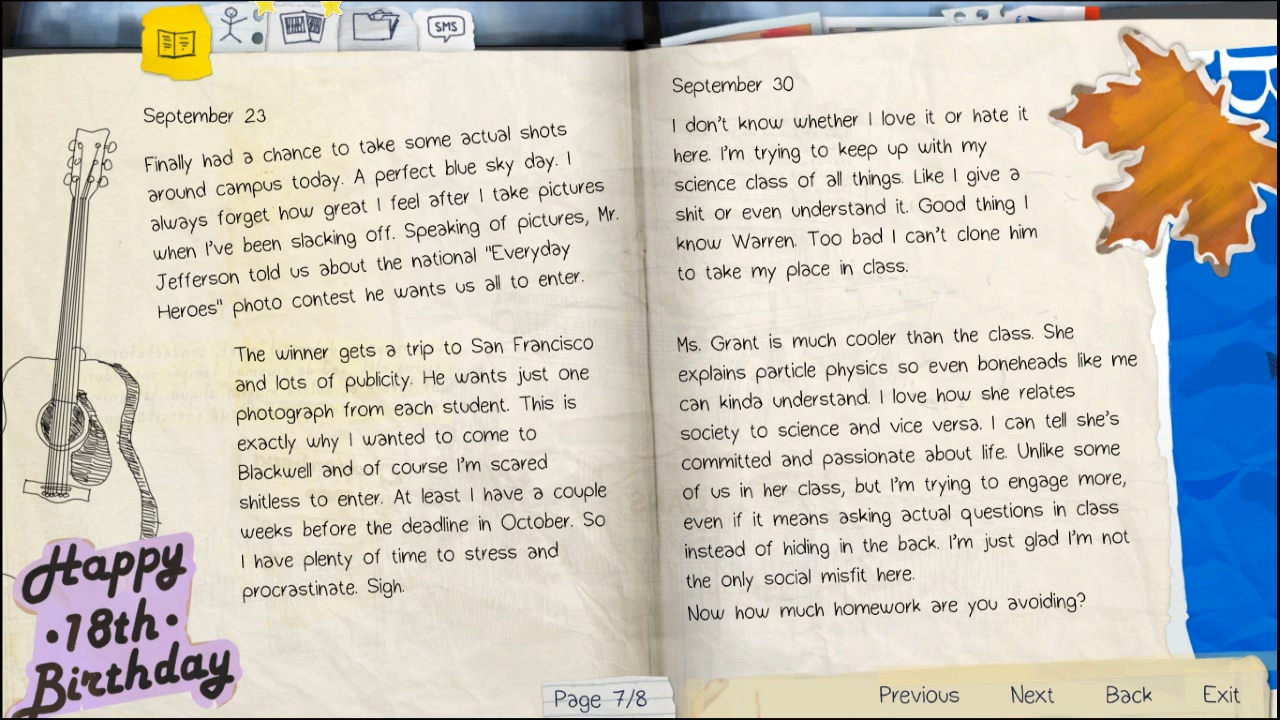 SMS
September 23
Finally had a chance to take some actual shots
around campus today. A perfect blue sky day. I
always forget how great I feel after I take pictures
when I've been slacking off. Speaking of pictures, Mr.
Jefferson told us about the national "Everyday
Heroes" photo contest he wants us all to enter.
The winner gets a trip to San Francisco
and lots of publicity. He wants just one
photograph from each student. This is
exactly why I wanted to come to
Blackwell and of course I'm scared
shitless to enter. At least I have a couple
weeks before the deadline in October. So
I have plenty of time to stress and
procrastinate. Sigh.
Happy
•18th•
Birthday
September 30
I don't know whether I love it or hate it
here. I'm trying to keep up with my
science class of all things. Like I give a
shit or even understand it. Good thing I
know Warren. Too bad I can't clone him
to take my place in class.
Ms. Grant is much cooler than the class. She
explains particle physics so even boneheads like me
can kinda understand. I love how she relates
society to science and vice versa. I can tell she's
committed and passionate about life. Unlike some
of us in her class, but I'm trying to engage more,
even if it means asking actual questions in class
instead of hiding in the back. I'm just glad I'm not
the only social misfit here.
Now how much homework are you avoiding?
Page 7/8
Previous Next Back Exit